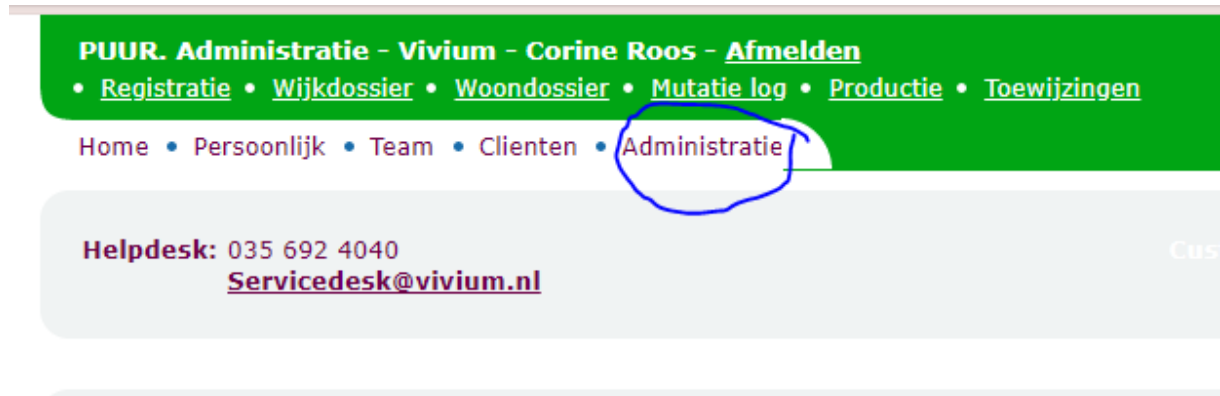 PUUR. Administratie - Vivium - Corine Roos - Afmelden
• Registratie • Wijkdossier • Woondossier • Mutatie log • Productie • Toewijzingen
Home • Persoonlijk • Team • Clienten • Administratie
Helpdesk: 035 692 4040
Cus
Servicedesk@vivium.nl